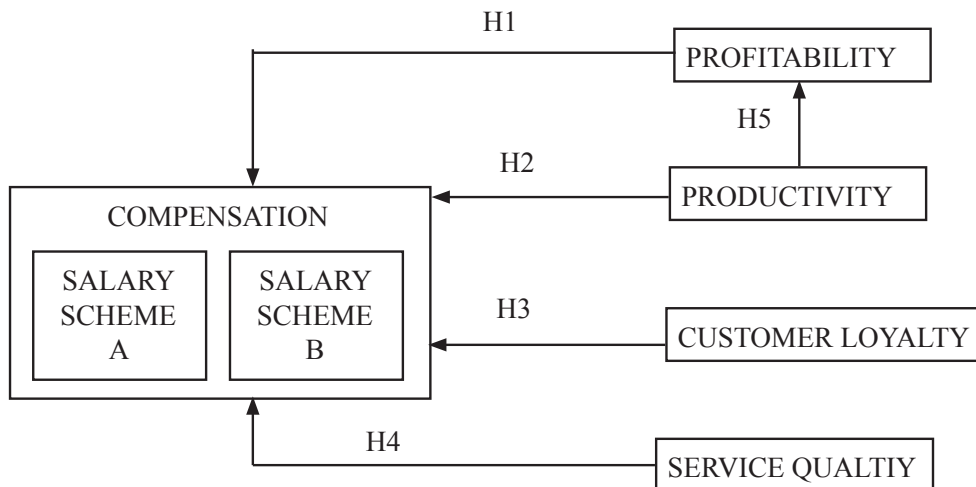 H1
PROFITABILITY
H5
H2
PRODUCTIVITY
COMPENSATION
SALARY
SCHEME
A
SALARY
SCHEME
B
H3
CUSTOMER LOYALTY
H4
SERVICE QUALTIY